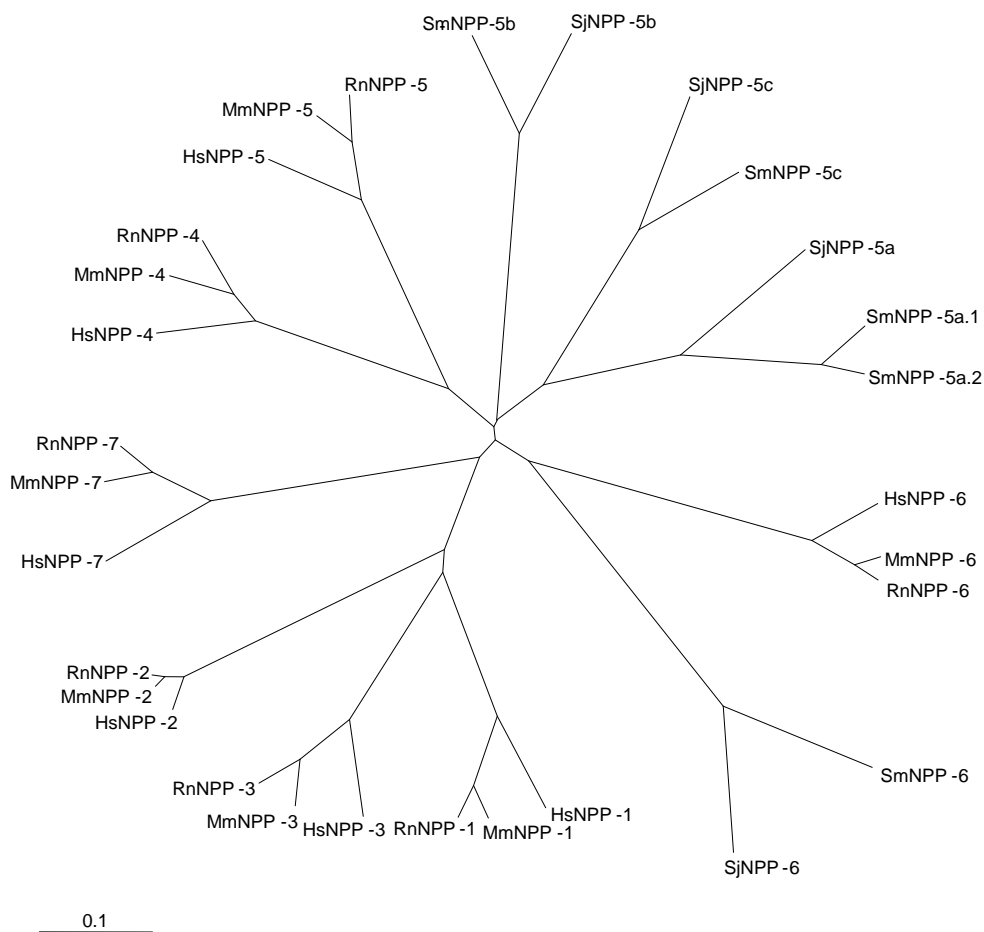 SmNPP-5b
SjNPP -5b
RnNPP -5
SjNPP -5c
MmNPP -5
HsNPP -5
SmNPP -5c
RnNPP -4
SjNPP -5a
MmNPP -4
SmNPP -5a.1
HsNPP -4
SmNPP -5a.2
RnNPP -7
MmNPP -7
HsNPP -6
HsNPP -7
MmNPP -6
RnNPP -6
RnNPP -2
MmNPP -2
HsNPP -2
SmNPP -6
RnNPP -3
MmNPP -3
HsNPP -3
RnNPP -1
MmNPP -1
HsNPP -1
SjNPP -6
0.1